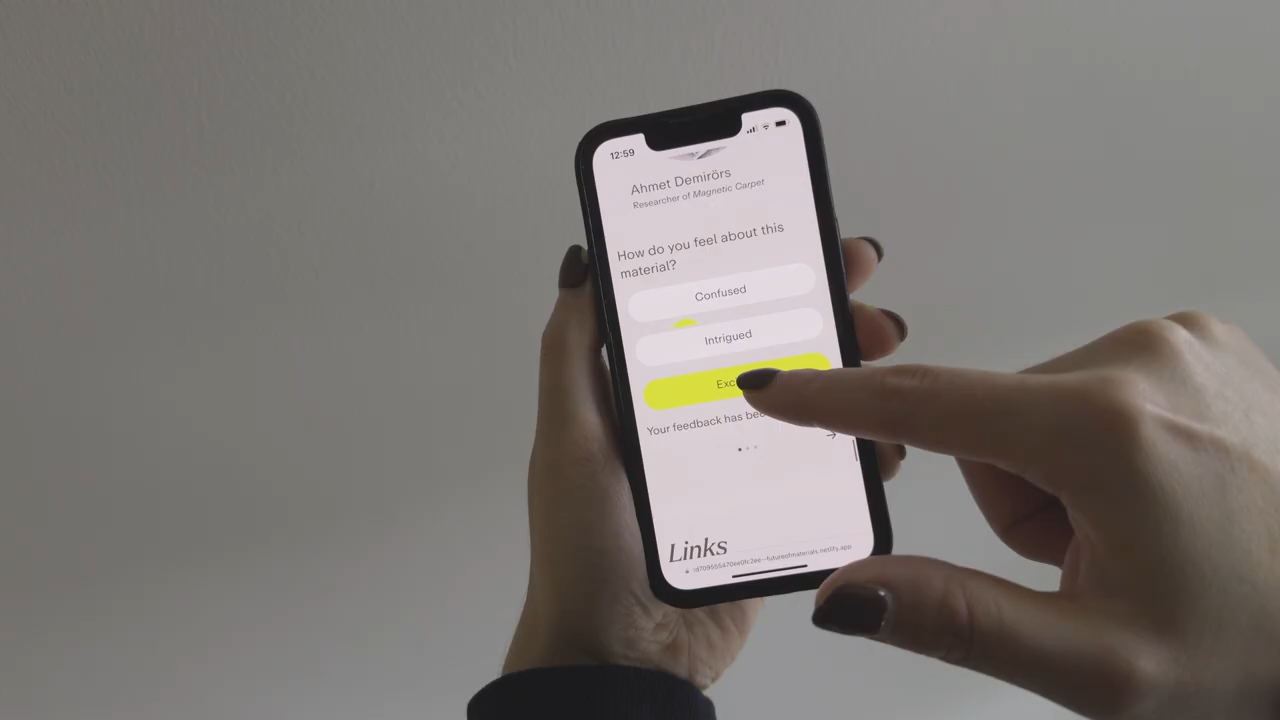 12:59
Ahmet Demirörs
Researcher of Magnetic Carpet
How do you feel about this
material?
Confused
Intrigued
Exc
Your feedback has bee
→
Links